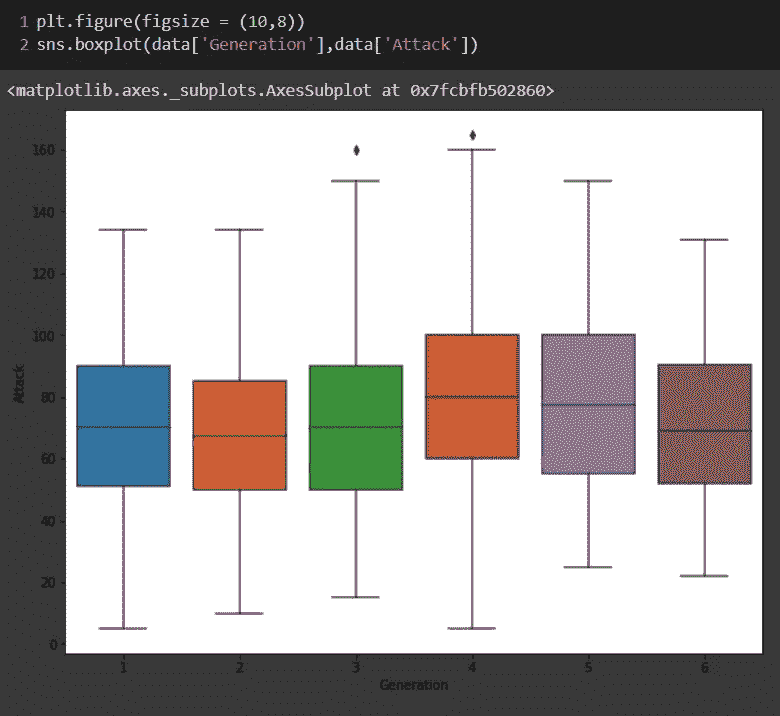 1 plt.figure(figsize = (10,8))
2 sns.boxplot(data['Generation'],data['Attack'])
<matplotlib.axes._subplots.AxesSubplot at 0x7fcbfb502860>
160
140
120
100
80
60
40
20
0
Attack
1 2 3 4 5 6
Generation